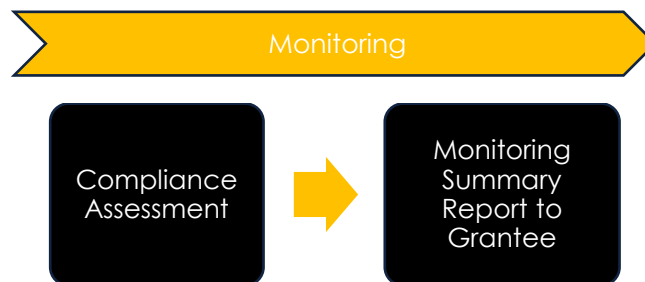 Monitoring
Compliance
Assessment
Monitoring
Summary
Report to
Grantee